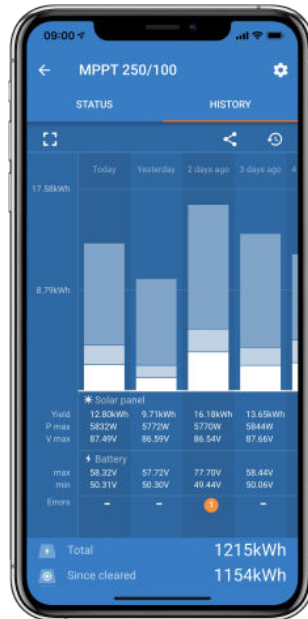 09:00
MPPT 250/100
STATUS HISTORY
Today Yesterday 2 days ago 3 days ago 4
17.58kWh
8.79kWh
Solar panel
Yield 12.80kWh 9.71kWh 16.18kWh 13.65kWh
P max 5832W 5772W 5770W 5844W
V max 87.49V 86.59V 86.54V 87.66V
Battery
max 58.32V 57.72V 77.70V 58.44V
min 50.31V 50.30V 49.44V 50.06V
Errors – – 1 –
Total 1215kWh
Since cleared 1154kWh